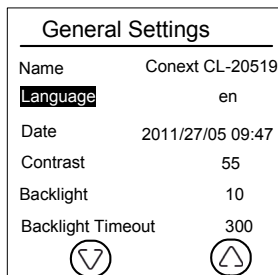 General Settings
Name Conext CL-20519
Language en
Date 2011/27/05 09:47
Contrast 55
Backlight 10
Backlight Timeout 300